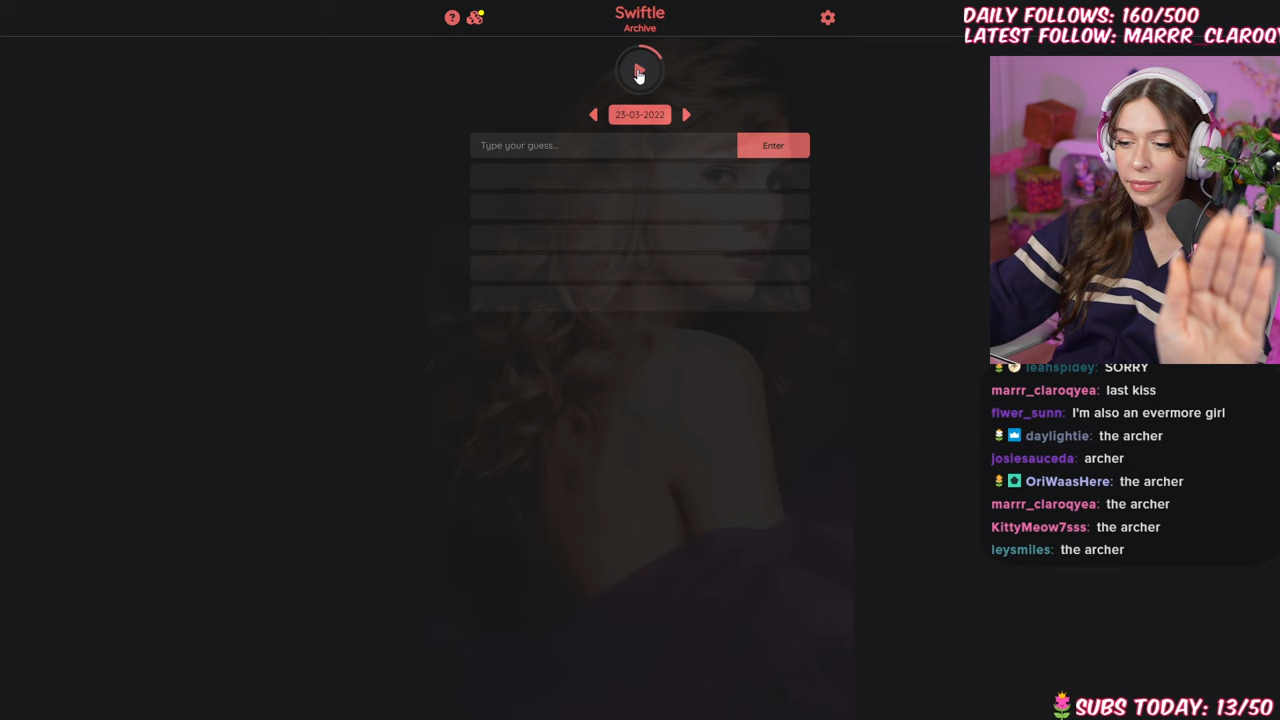 Swiftle
Archive
23-03-2022
Type your guess...
Enter
DAILY FOLLOWS: 160/500
LATEST FOLLOW: MARRR_CLAROQY
leahspidey: SORRY
marrr_claroqyea: last kiss
flwer_sunn: I'm also an evermore girl
daylightie: the archer
josiesauceda: archer
OriWaasHere: the archer
marrr_claroqyea: the archer
KittyMeow7sss: the archer
leysmiles: the archer
SUBS TODAY: 13/50